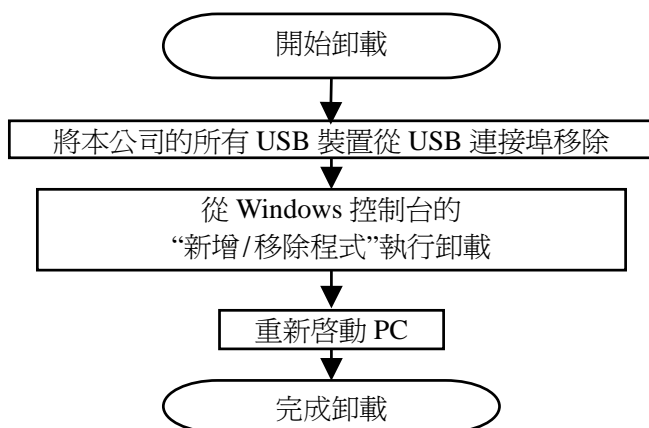 開始卸載
將本公司的所有 USB 裝置從 USB 連接埠移除
從 Windows 控制台的
“新增/移除程式”執行卸載
重新啓動 PC
完成卸載